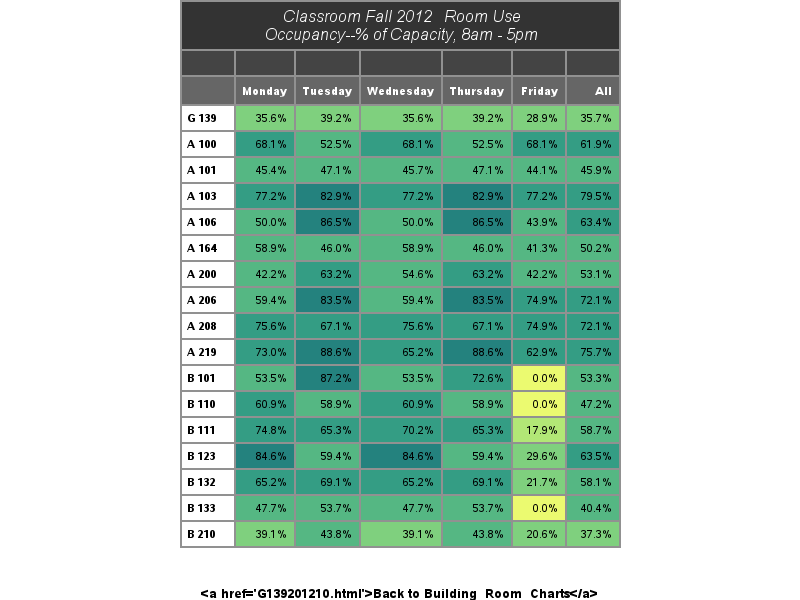 Classroom Fall 2012 Room Use
Occupancy--% of Capacity, 8am - 5pm
Monday Tuesday Wednesday Thursday Friday All
G 139 35.6% 39.2% 35.6% 39.2% 28.9% 35.7%
A 100 68.1% 52.5% 68.1% 52.5% 68.1% 61.9%
A 101 45.4% 47.1% 45.7% 47.1% 44.1% 45.9%
A 103 77.2% 82.9% 77.2% 82.9% 77.2% 79.5%
A 106 50.0% 86.5% 50.0% 86.5% 43.9% 63.4%
A 164 58.9% 46.0% 58.9% 46.0% 41.3% 50.2%
A 200 42.2% 63.2% 54.6% 63.2% 42.2% 53.1%
A 206 59.4% 83.5% 59.4% 83.5% 74.9% 72.1%
A 208 75.6% 67.1% 75.6% 67.1% 74.9% 72.1%
A 219 73.0% 88.6% 65.2% 88.6% 62.9% 75.7%
B 101 53.5% 87.2% 53.5% 72.6% 0.0% 53.3%
B 110 60.9% 58.9% 60.9% 58.9% 0.0% 47.2%
B 111 74.8% 65.3% 70.2% 65.3% 17.9% 58.7%
B 123 84.6% 59.4% 84.6% 59.4% 29.6% 63.5%
B 132 65.2% 69.1% 65.2% 69.1% 21.7% 58.1%
B 133 47.7% 53.7% 47.7% 53.7% 0.0% 40.4%
B 210 39.1% 43.8% 39.1% 43.8% 20.6% 37.3%
<a href='G139201210.html'>Back to Building Room Charts</a>